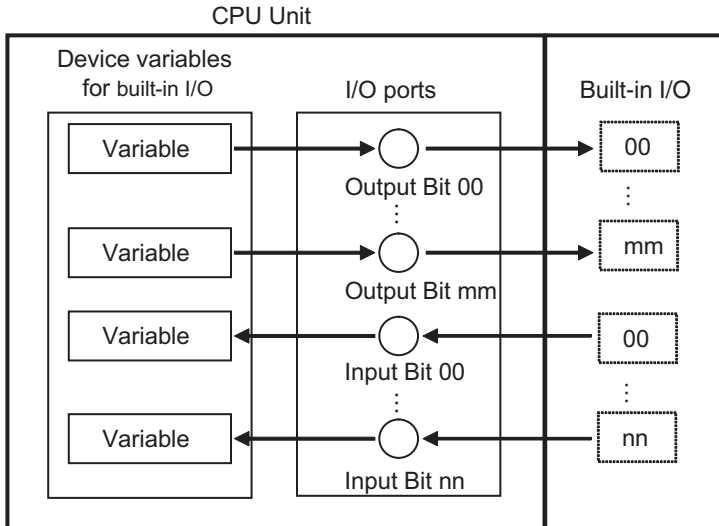 CPU Unit
Device variables
for built-in I/O
I/O ports
Built-in I/O
Variable
00
Output Bit 00
⋮
⋮
Variable
mm
Output Bit mm
Variable
00
Input Bit 00
⋮
⋮
Variable
nn
Input Bit nn